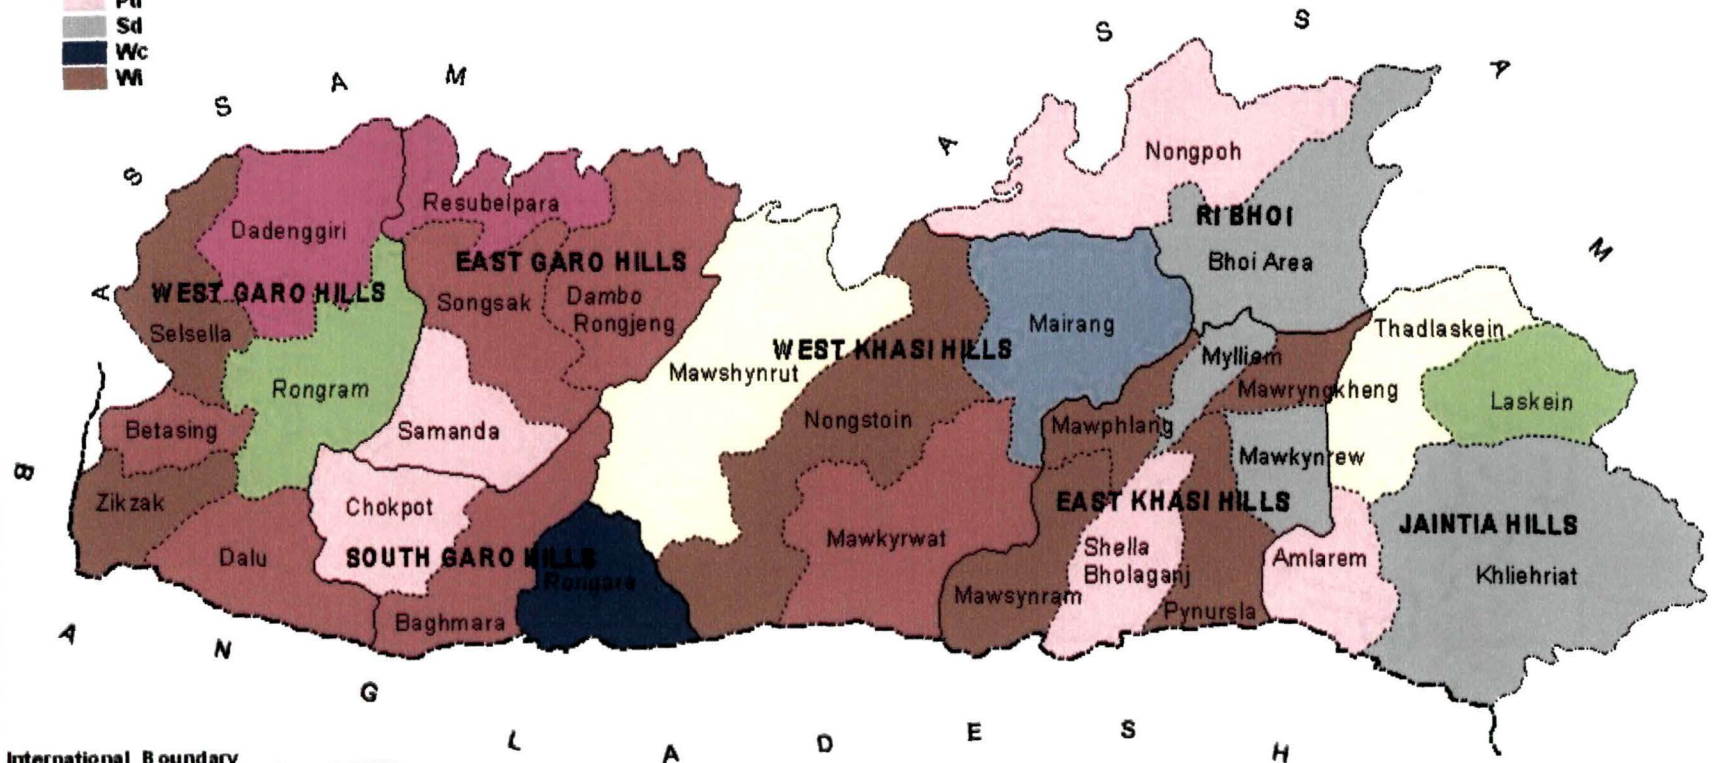 Sd
Wc
Wi
A S S A M
A S S A M
Nongpoh
Resubelpara
Dadenggiri
RI BHOI
Bhoi Area
EAST GARO HILLS
WEST GARO HILLS
Songsak
Dambo
Rongjeng
Selsella
Mairang
Thadlaskein
WEST KHASI HILLS
Mylliem
Mawshynrut
Rongram
Mawryngkheng
Laskein
Nongstoin
Betasing
Samanda
Mawphlang
Mawkynrew
Zikzak
Chokpot
EAST KHASI HILLS
JAINTIA HILLS
Mawkyrwat
Dalu
SOUTH GARO HILLS
Shella
Bholaganj
Amlarem
Khliehriat
Rongara
Mawsynram
Pynursla
Baghmara
B A N G L A D E S H
International Boundary